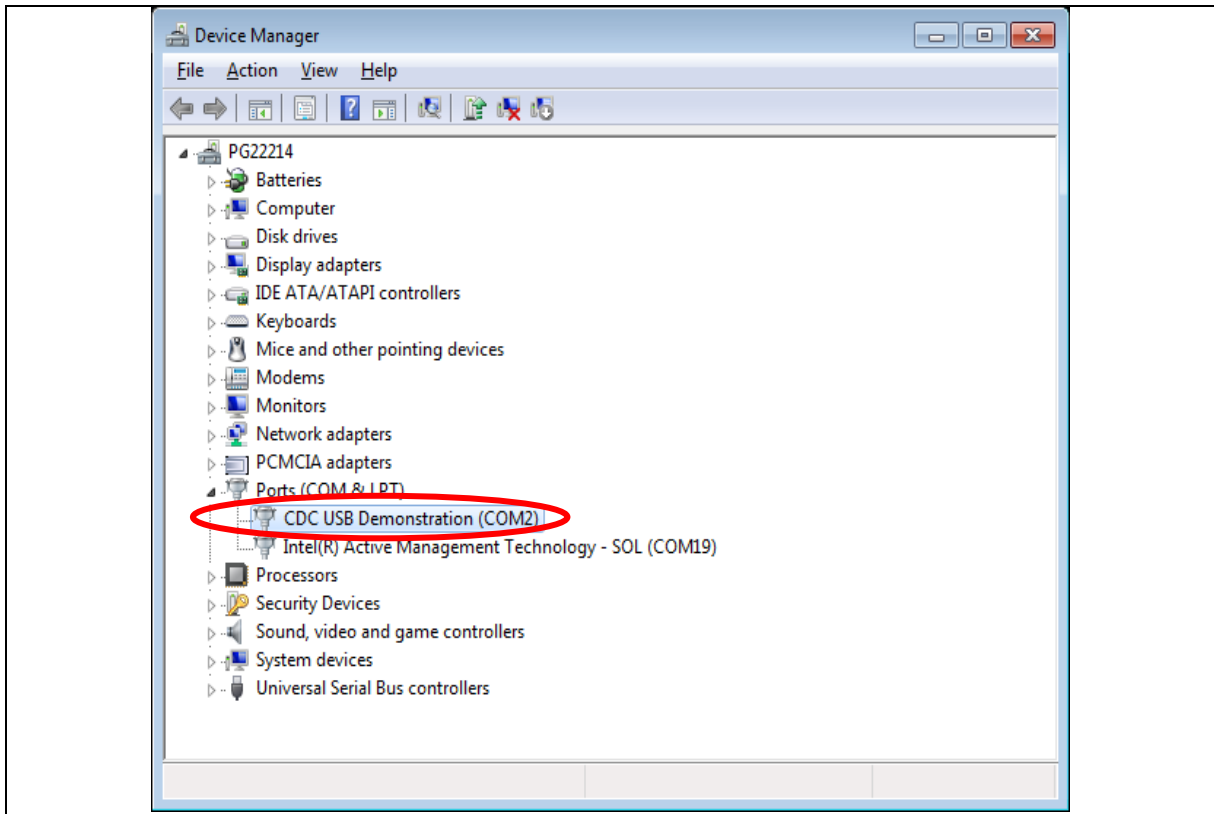 Device Manager
File Action View Help
PG22214
Batteries
Computer
Disk drives
Display adapters
IDE ATA/ATAPI controllers
Keyboards
Mice and other pointing devices
Modems
Monitors
Network adapters
PCMCIA adapters
Ports (COM & LPT)
CDC USB Demonstration (COM2)
Intel(R) Active Management Technology - SOL (COM19)
Processors
Security Devices
Sound, video and game controllers
System devices
Universal Serial Bus controllers